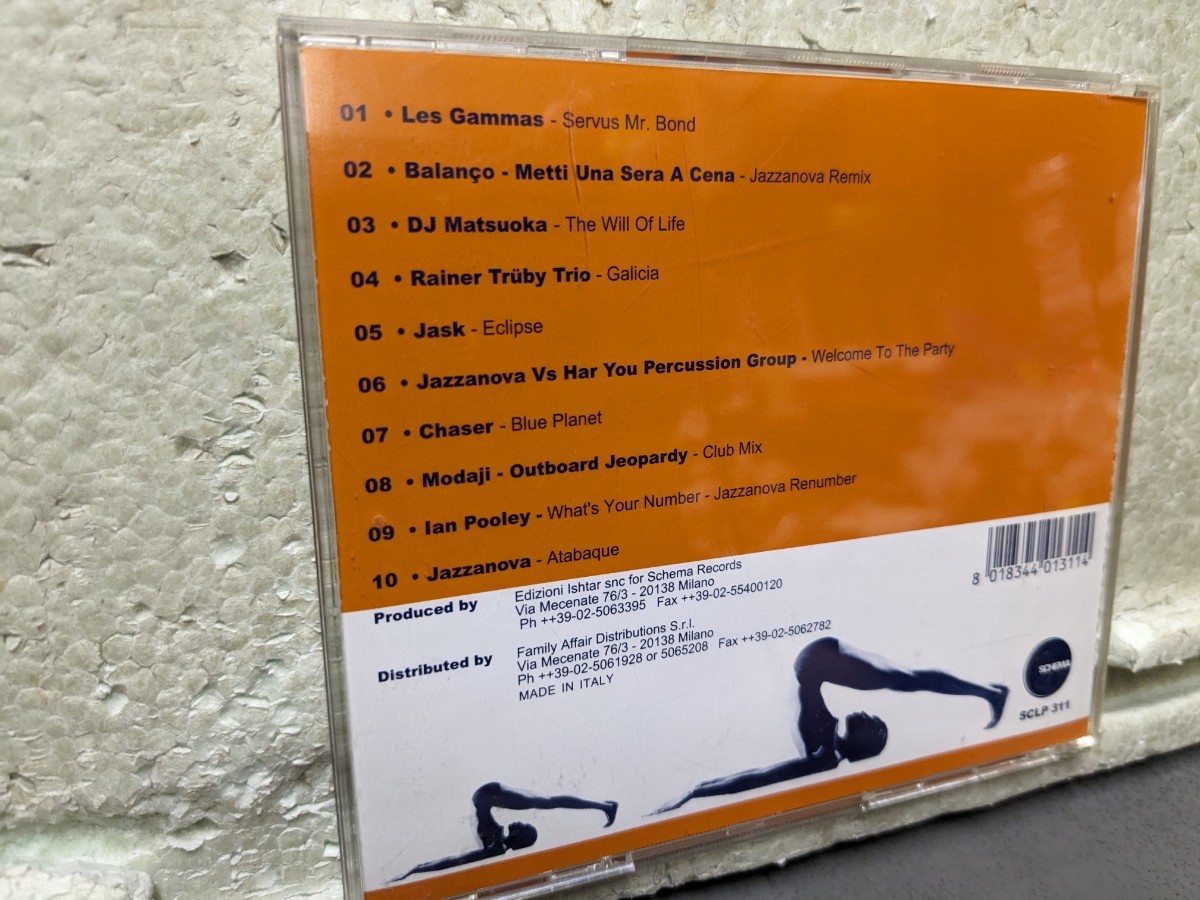 01 • Les Gammas - Servus Mr. Bond
02 • Balanço - Metti Una Sera A Cena - Jazzanova Remix
03 • DJ Matsuoka - The Will Of Life
04 • Rainer Trüby Trio - Galicia
05 • Jask - Eclipse
06 • Jazzanova Vs Har You Percussion Group - Welcome To The Party
07 • Chaser - Blue Planet
08 • Modaji - Outboard Jeopardy - Club Mix
09 • Ian Pooley - What's Your Number - Jazzanova Renumber
10 • Jazzanova - Atabaque
Produced by
Edizioni Ishtar snc for Schema Records
Via Mecenate 76/3 - 20138 Milano
Ph ++39-02-5063395 Fax ++39-02-55400120
Distributed by
Family Affair Distributions S.r.l.
Via Mecenate 76/3 - 20138 Milano
Ph ++39-02-5061928 or 5065208 Fax ++39-02-5062782
MADE IN ITALY
8 018344 013114
SCHEMA
SCLP 311